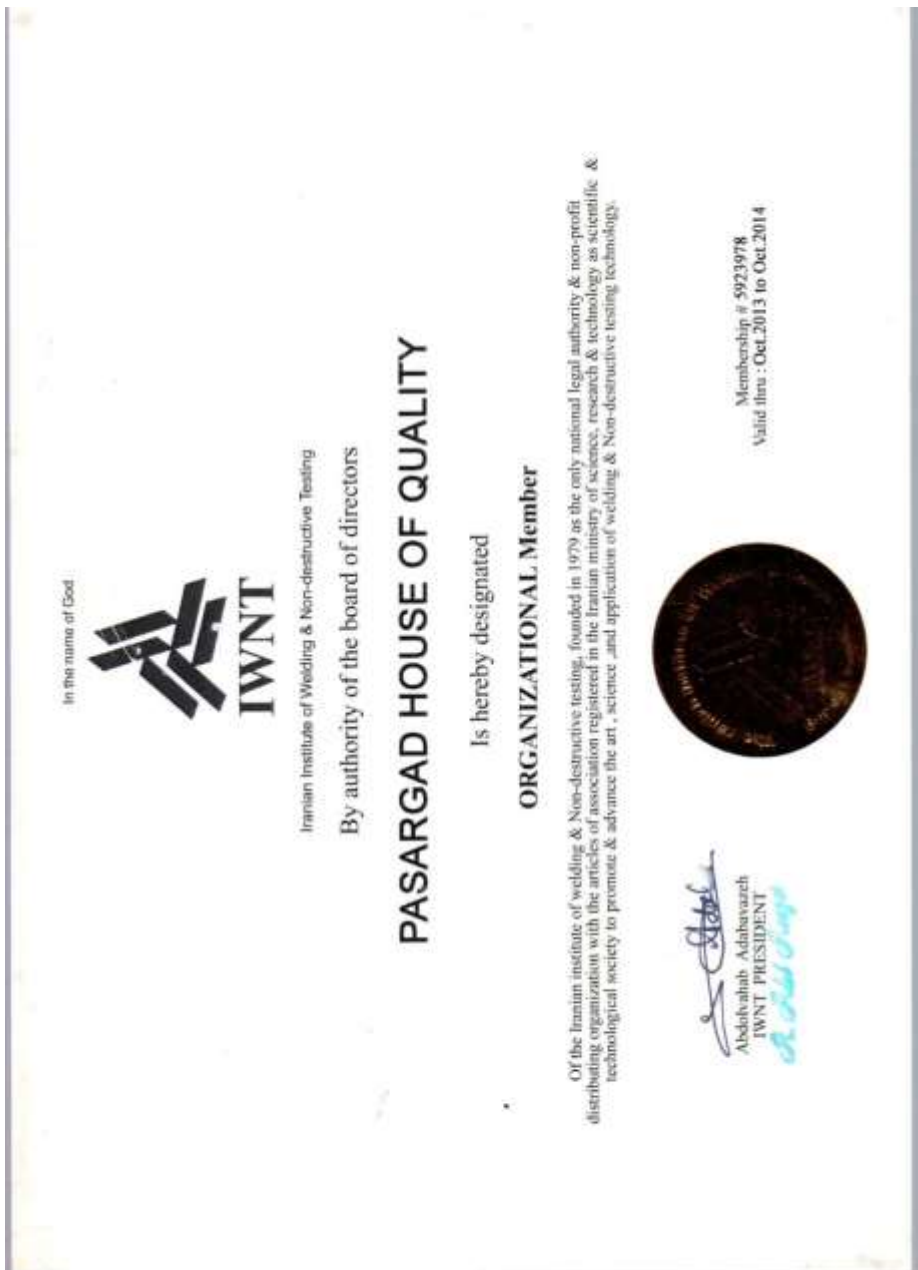 In the name of God
IWNT
Iranian Institute of Welding & Non-destructive Testing
By authority of the board of directors
PASARGAD HOUSE OF QUALITY
Is hereby designated
ORGANIZATIONAL Member
Of the Iranian institute of welding & Non-destructive testing, founded in 1979 as the only national legal authority & non-profit
distributing organization with the articles of association registered in the Iranian ministry of science, research & technology as scientific &
technological society to promote & advance the art , science ,and application of welding & Non-destructive testing technology.
Abdolvahab Adabavazeh
IWNT PRESIDENT
Membership # 5923978
Valid thru : Oct.2013 to Oct.2014